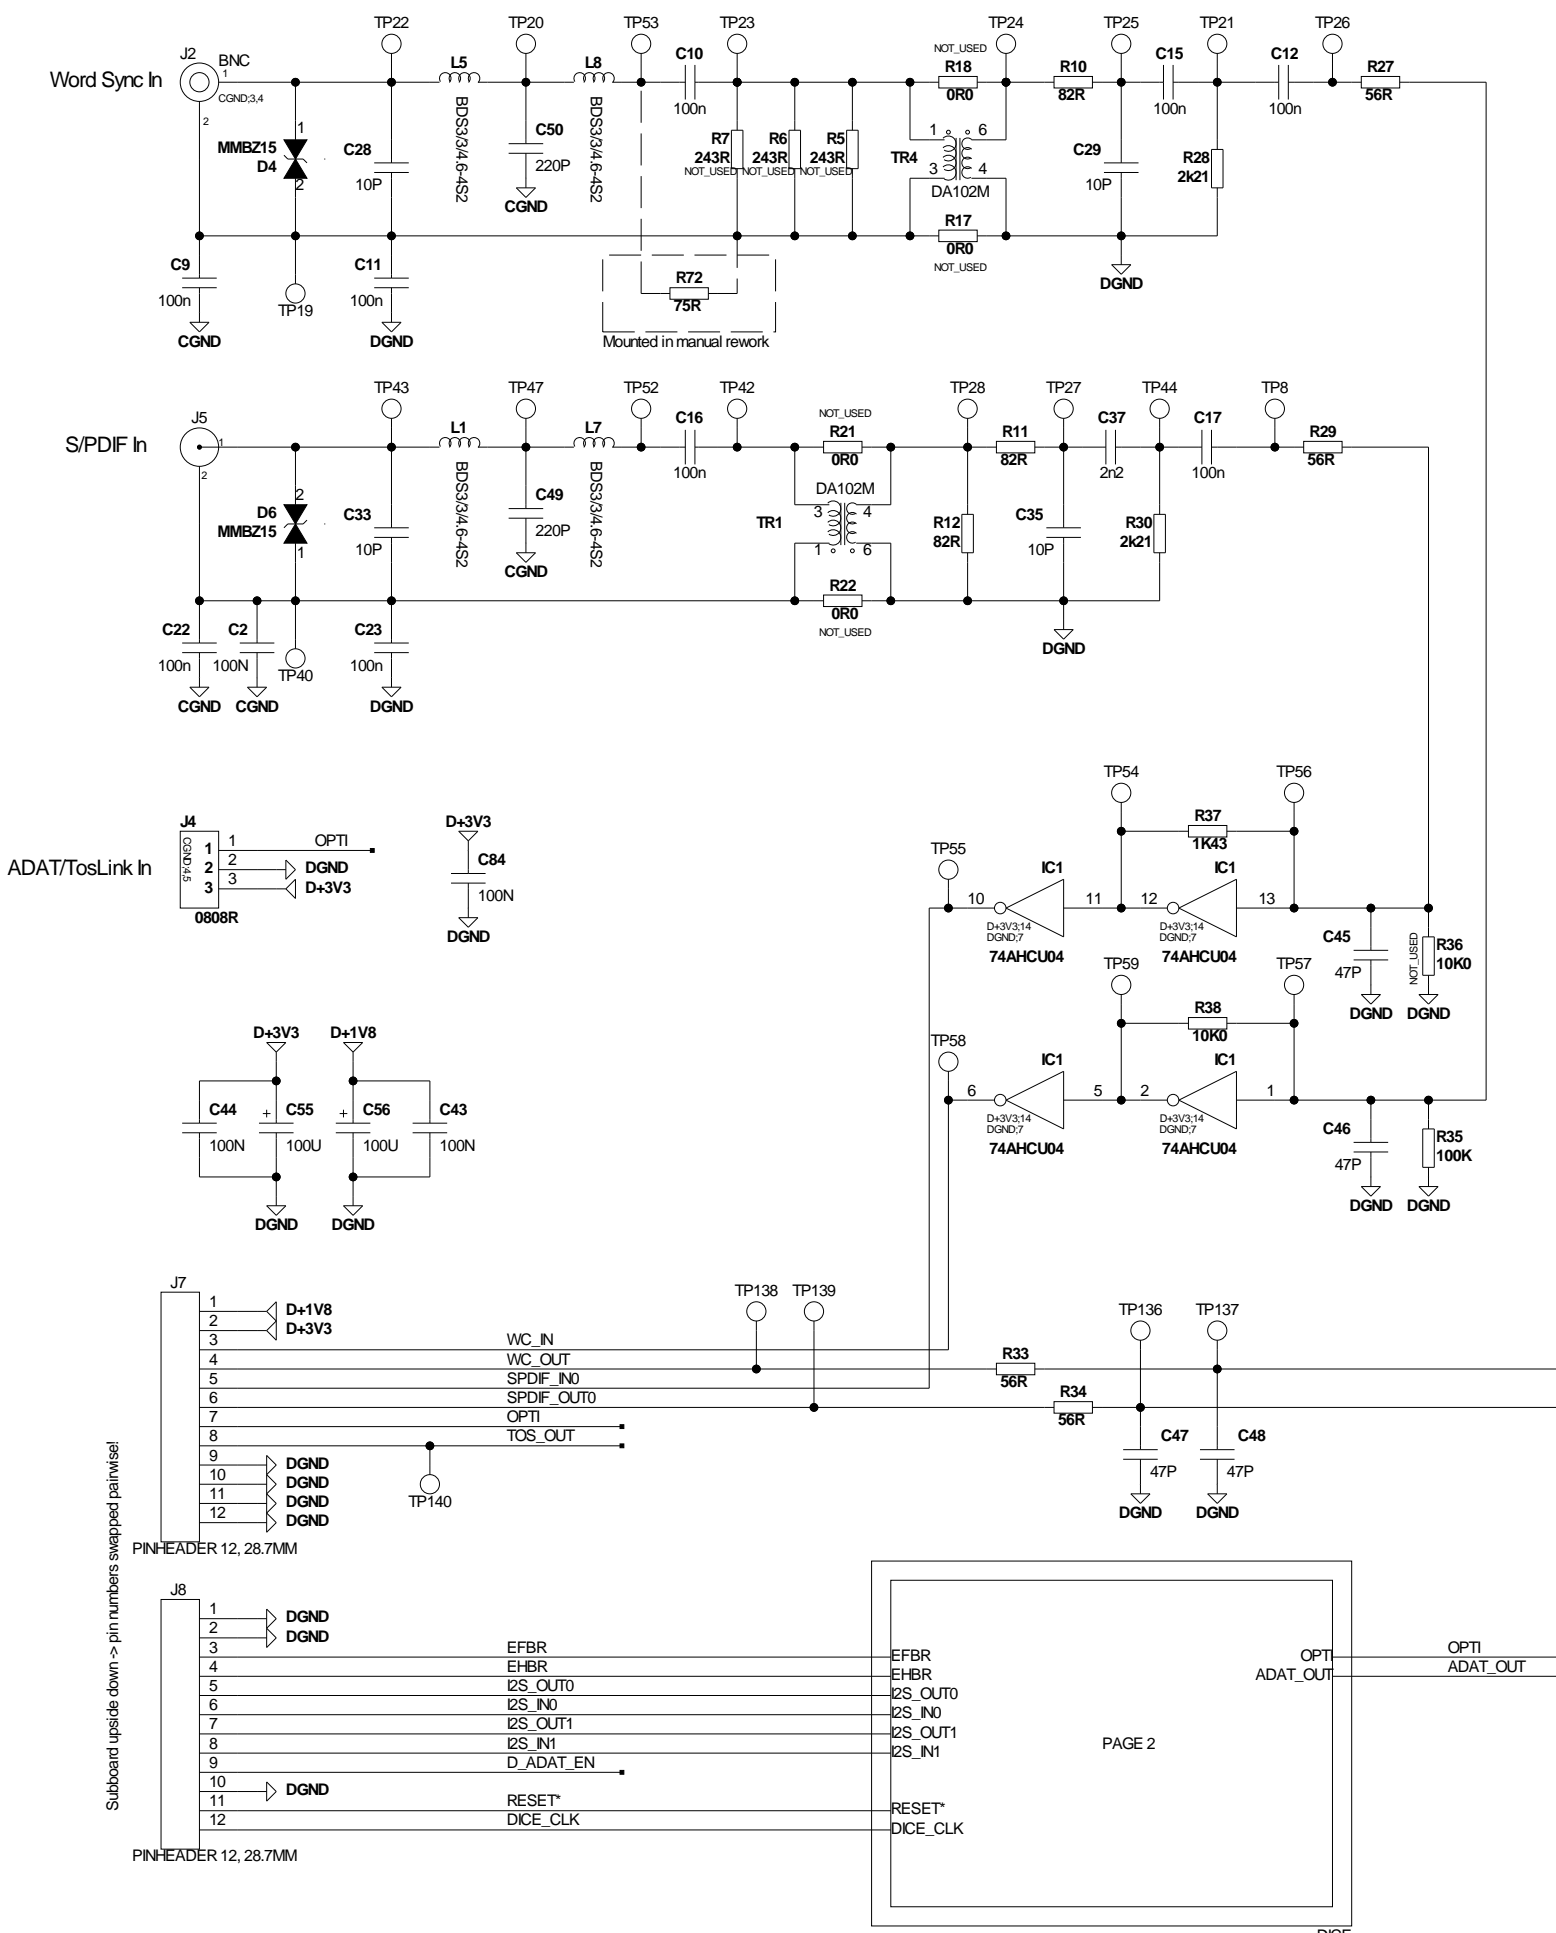 TP22 TP20 TP53 TP23 TP24 TP25 TP21 TP26
J2 BNC L5 L8 C10 NOT_USED R18 R10 C15 C12 R27
Word Sync In 1 CGND;3,4 100n 0R0 82R 100n 100n 56R
2 BDS3/3/4.6-4S2 BDS3/3/4.6-4S2
1 MMBZ15 D4 2
C28 10P
C50 220P CGND
R7 243R NOT_USED
R6 243R NOT_USED
R5 243R NOT_USED
TR4 1 6 3 4 DA102M
C29 10P
R28 2k21
R17 0R0 NOT_USED
C9 100n CGND
TP19
C11 100n DGND
R72 75R
Mounted in manual rework
DGND
TP43 TP47 TP52 TP42 TP28 TP27 TP44 TP8
J5 L1 L7 C16 NOT_USED R21 R11 C37 C17 R29
S/PDIF In 1 100n 0R0 82R 2n2 100n 56R
2 BDS3/3/4.6-4S2 BDS3/3/4.6-4S2
2 D6 MMBZ15 1
C33 10P
C49 220P CGND
DA102M TR1 3 4 1 6
R12 82R
C35 10P
R30 2k21
R22 0R0 NOT_USED
C22 100n CGND
C2 100N CGND
TP40
C23 100n DGND
DGND
TP54 TP56
R37 1K43
J4
ADAT/TosLink In CGND;4,5
1 1 OPTI
2 2 DGND
3 3 D+3V3
0808R
D+3V3 C84 100N DGND
TP55
IC1 IC1
10 11 12 13
D+3V3;14 D+3V3;14
DGND;7 DGND;7
74AHCU04 74AHCU04
C45 47P DGND
NOT_USED R36 10K0 DGND
TP59 TP57
R38 10K0
TP58
IC1 IC1
6 5 2 1
D+3V3;14 D+3V3;14
DGND;7 DGND;7
74AHCU04 74AHCU04
C46 47P DGND
R35 100K DGND
D+3V3 D+1V8
C44 + C55 + C56 C43
100N 100U 100U 100N
DGND DGND
J7 TP138 TP139 TP136 TP137
1 D+1V8
2 D+3V3
3 WC_IN
4 WC_OUT R33 56R
5 SPDIF_IN0
6 SPDIF_OUT0 R34 56R
7 OPTI
8 TOS_OUT
9 DGND
10 DGND
11 DGND
12 DGND
TP140
C47 47P DGND
C48 47P DGND
PINHEADER 12, 28.7MM
Subboard upside down -> pin numbers swapped pairwise!
J8
1 DGND
2 DGND
3 EFBR EFBR OPTI OPTI
4 EHBR EHBR ADAT_OUT ADAT_OUT
5 I2S_OUT0 I2S_OUT0
6 I2S_IN0 I2S_IN0
7 I2S_OUT1 I2S_OUT1
8 I2S_IN1 I2S_IN1 PAGE 2
9 D_ADAT_EN
10 DGND
11 RESET* RESET*
12 DICE_CLK DICE_CLK
PINHEADER 12, 28.7MM